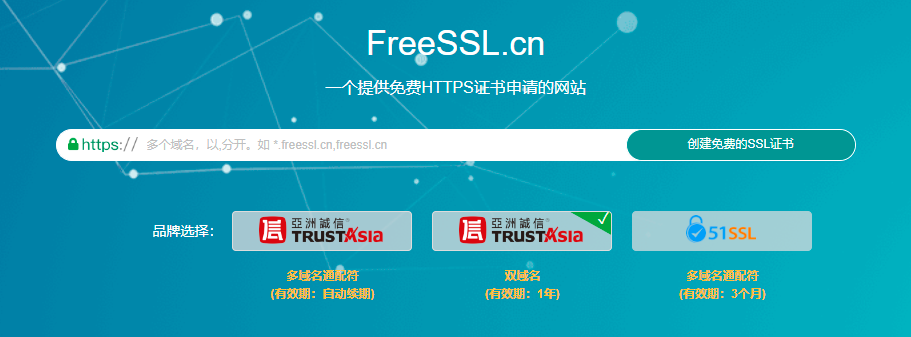 FreeSSL.cn
一个提供免费HTTPS证书申请的网站
https:// 多个域名，以,分开。如 *.freessl.cn,freessl.cn 创建免费的SSL证书
品牌选择： 亞洲誠信® TRUSTAsia 亞洲誠信® TRUSTAsia 51SSL
多域名通配符 双域名 多域名通配符
(有效期：自动续期) (有效期：1年) (有效期：3个月)